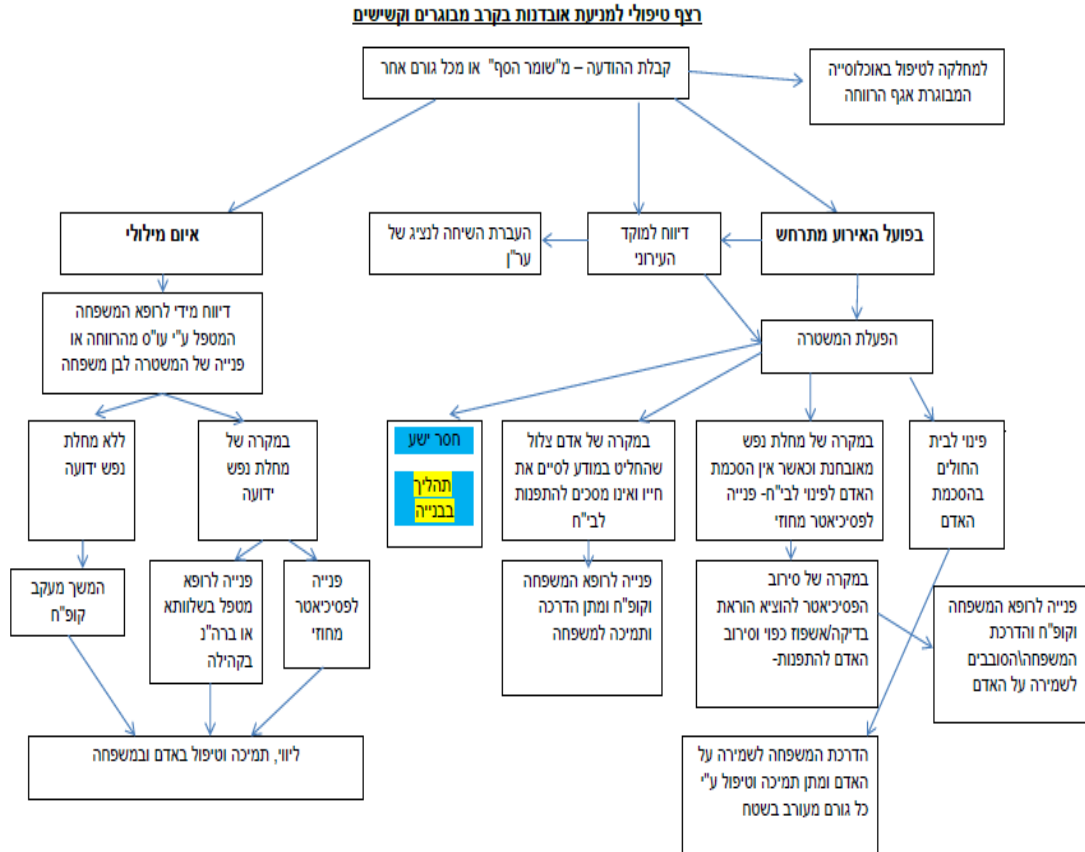 רצף טיפולי למניעת אובדנות בקרב מבוגרים וקשישים
קבלת ההודעה – מ"שומר הסף" או מכל גורם אחר
למחלקה לטיפול באוכלוסייה
המבוגרת אגף הרווחה
בפועל האירוע מתרחש
דיווח למוקד
העירוני
העברת השיחה לנציג של
ער"ן
איום מילולי
דיווח מידי לרופא המשפחה
המטפל ע"י עו"ס מהרווחה או
פנייה של המשטרה לבן משפחה
הפעלת המשטרה
פינוי לבית
החולים
בהסכמת
האדם
במקרה של מחלת נפש
מאובחנת וכאשר אין הסכמת
האדם לפינוי לבי"ח- פנייה
לפסיכיאטר מחוזי
במקרה של אדם צלול
שהחליט במודע לסיים את
חייו ואינו מסכים להתפנות
לבי"ח
חסר ישע
תהליך
בבנייה
במקרה של
מחלת נפש
ידועה
ללא מחלת
נפש ידועה
פנייה לרופא המשפחה
וקופ"ח והדרכת
המשפחה\הסובבים
לשמירה על האדם
במקרה של סירוב
הפסיכיאטר להוציא הוראת
בדיקה/אשפוז כפוי וסירוב
האדם להתפנות-
פנייה לרופא המשפחה
וקופ"ח ומתן הדרכה
ותמיכה למשפחה
פנייה
לפסיכיאטר
מחוזי
פנייה לרופא
מטפל בשלוותא
או ברה"נ
בקהילה
המשך מעקב
קופ"ח
הדרכת המשפחה לשמירה על
האדם ומתן תמיכה וטיפול ע"י
כל גורם מעורב בשטח
ליווי, תמיכה וטיפול באדם ובמשפחה